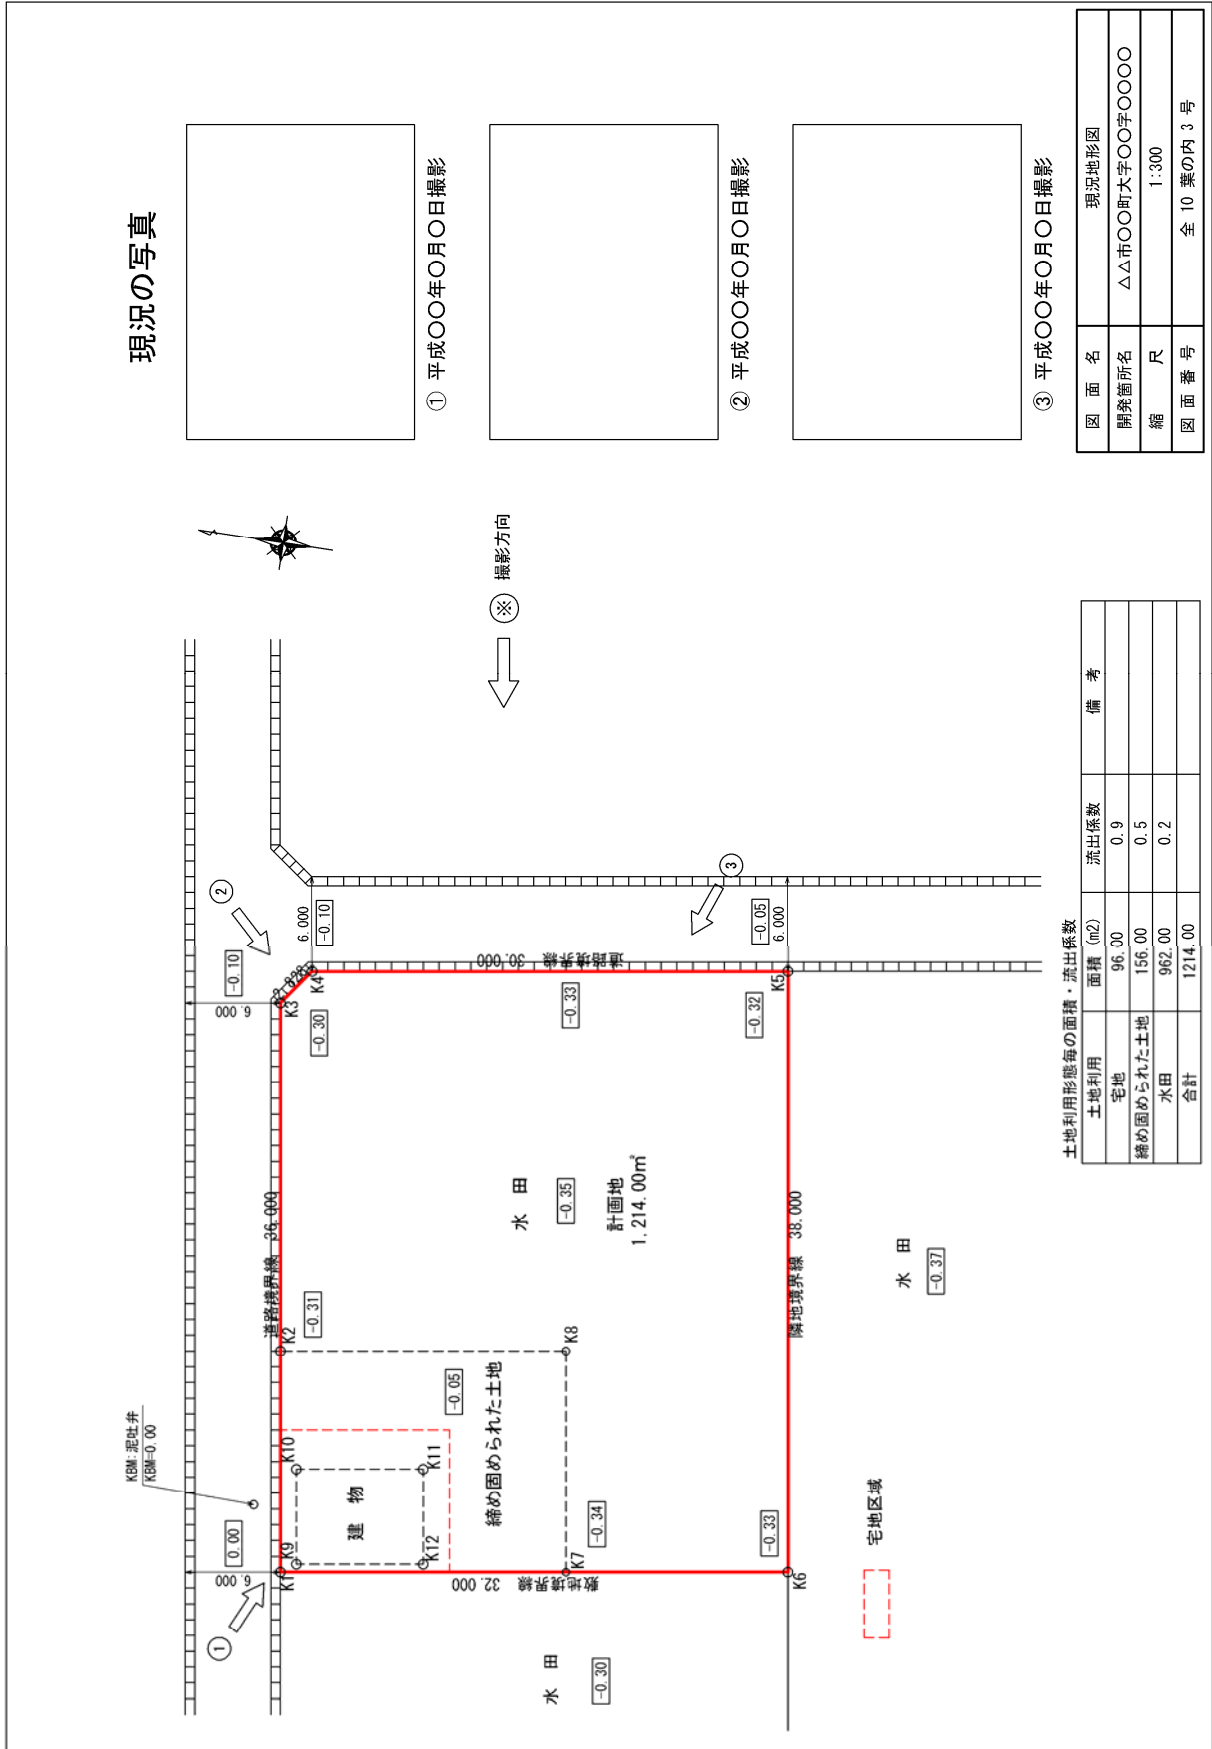 現況の写真
① 平成〇〇年〇月〇日撮影
② 平成〇〇年〇月〇日撮影
③ 平成〇〇年〇月〇日撮影
※ 撮影方向
KBM:泥吐弁
KBM=0.00
①
②
③
6.000
0.00
6.000
-0.10
6.000
-0.10
-0.05
6.000
道路境界線 36.000
2.828
道路境界線 30.000
隣地境界線 38.000
敷地境界線 32.000
K1
K2
K3
K4
K5
K6
K7
K8
K9
K10
K11
K12
建 物
-0.05
締め固められた土地
-0.31
-0.30
-0.33
-0.32
-0.34
-0.33
水 田
-0.35
計画地
1,214.00㎡
水 田
-0.30
水 田
-0.37
宅地区域
土地利用形態毎の面積・流出係数
土地利用 面積(m2) 流出係数 備 考
宅地 96.00 0.9
締め固められた土地 156.00 0.5
水田 962.00 0.2
合計 1214.00
図 面 名 現況地形図
開発箇所名 △△市〇〇町大字〇〇字〇〇〇〇
縮 尺 1:300
図 面 番 号 全 10 葉の内 3 号